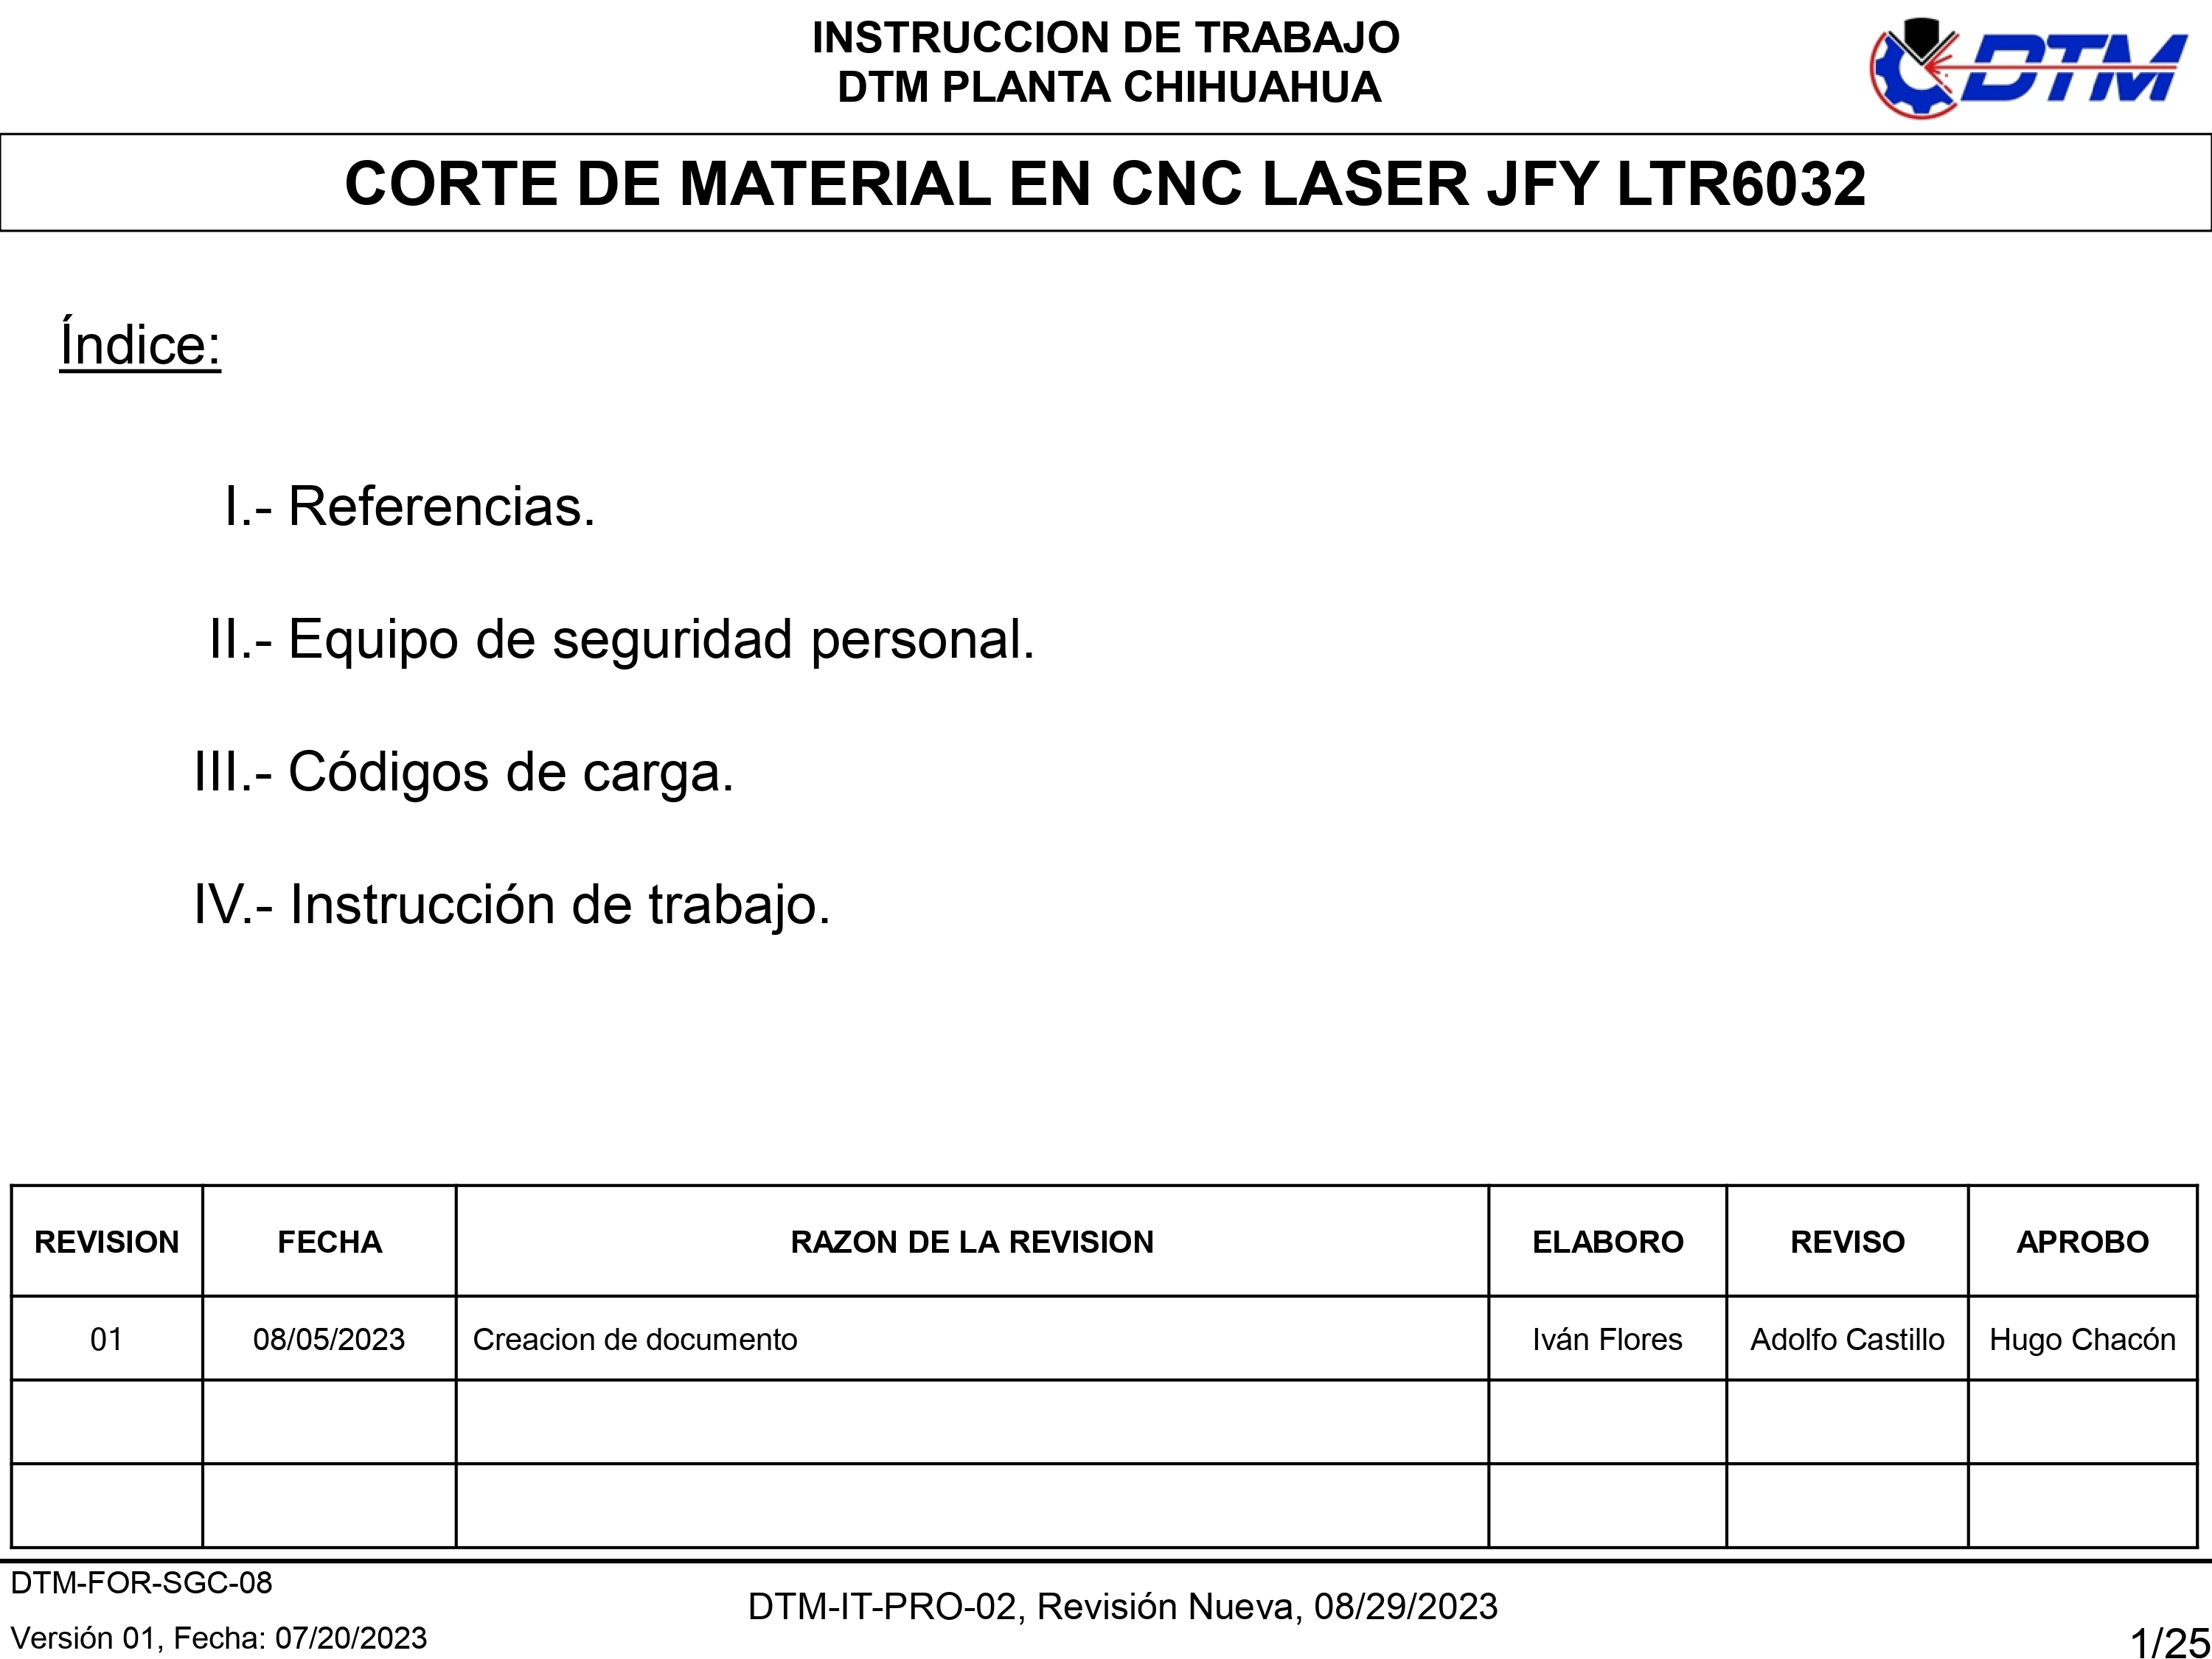 INSTRUCCION DE TRABAJO
DTM PLANTA CHIHUAHUA
DTM
CORTE DE MATERIAL EN CNC LASER JFY LTR6032
Índice:
I.- Referencias.
II.- Equipo de seguridad personal.
III.- Códigos de carga.
IV.- Instrucción de trabajo.
REVISION FECHA RAZON DE LA REVISION ELABORO REVISO APROBO
01 08/05/2023 Creacion de documento Iván Flores Adolfo Castillo Hugo Chacón
DTM-FOR-SGC-08
DTM-IT-PRO-02, Revisión Nueva, 08/29/2023
Versión 01, Fecha: 07/20/2023
1/25